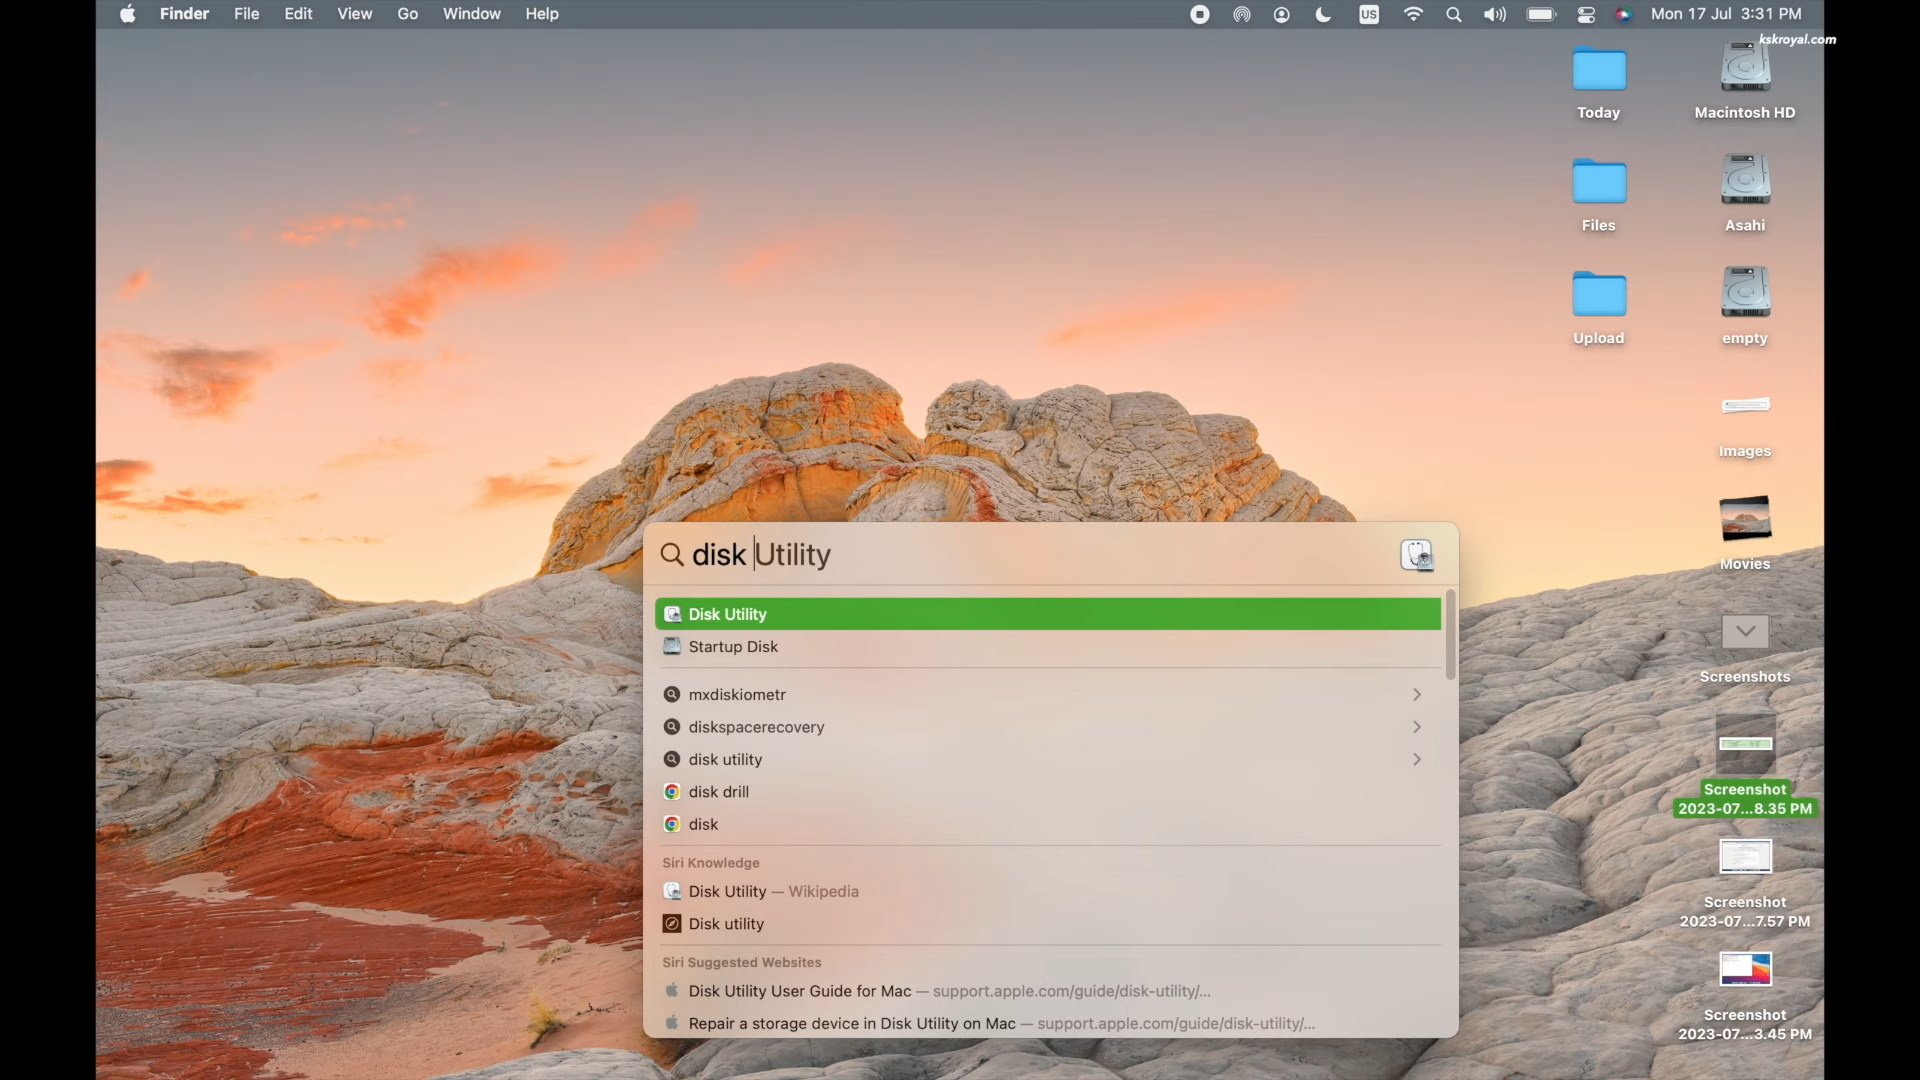 Finder File Edit View Go Window Help US Mon 17 Jul 3:31 PM
kskroyal.com
Today
Macintosh HD
Files
Asahi
Upload
empty
Images
Movies
Screenshots
Screenshot
2023-07...8.35 PM
Screenshot
2023-07...7.57 PM
Screenshot
2023-07...3.45 PM
disk Utility
Disk Utility
Startup Disk
mxdiskiometr
diskspacerecovery
disk utility
disk drill
disk
Siri Knowledge
Disk Utility — Wikipedia
Disk utility
Siri Suggested Websites
Disk Utility User Guide for Mac — support.apple.com/guide/disk-utility/...
Repair a storage device in Disk Utility on Mac — support.apple.com/guide/disk-utility/...